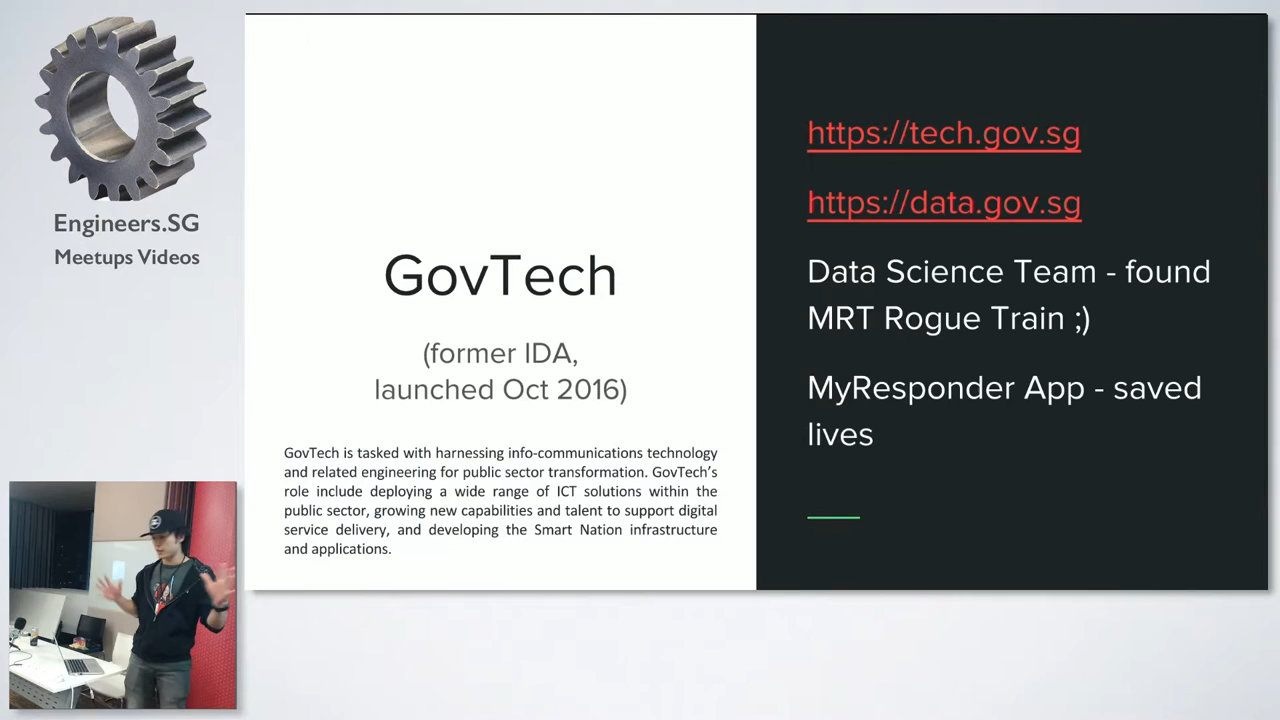 Engineers.SG
Meetups Videos
GovTech
(former IDA,
launched Oct 2016)
GovTech is tasked with harnessing info-communications technology
and related engineering for public sector transformation. GovTech's
role include deploying a wide range of ICT solutions within the
public sector, growing new capabilities and talent to support digital
service delivery, and developing the Smart Nation infrastructure
and applications.
https://tech.gov.sg
https://data.gov.sg
Data Science Team - found
MRT Rogue Train ;)
MyResponder App - saved
lives